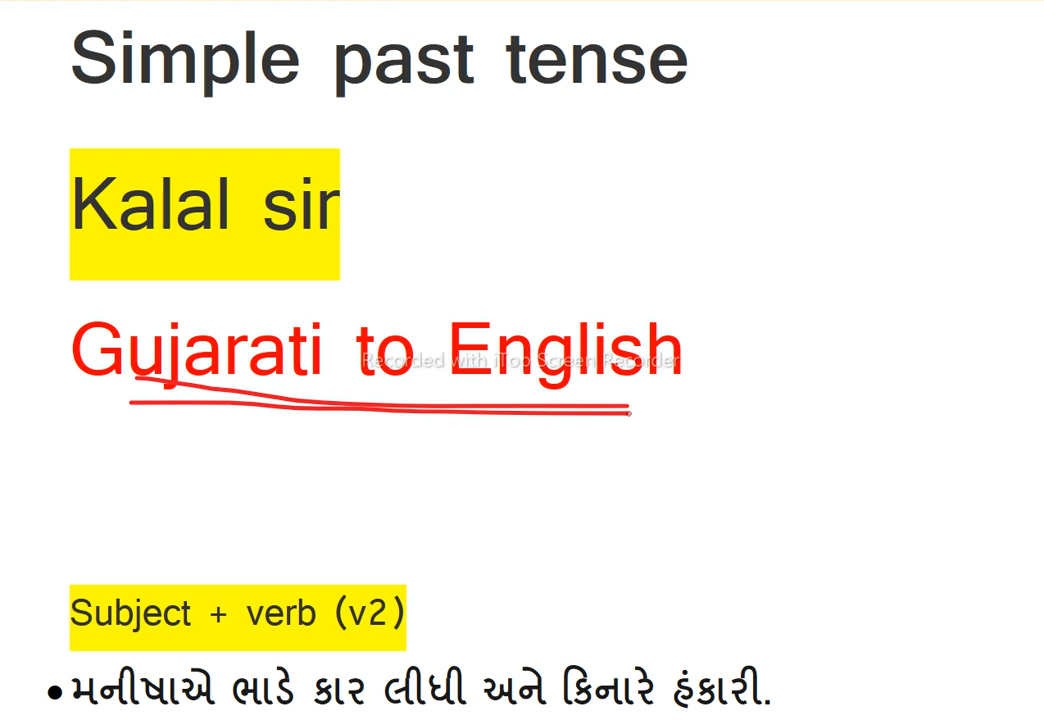 Simple past tense
Kalal sir
Gujarati to English
Recorded with iTop Screen Recorder
Subject + verb (v2)
• મનીષાએ ભાડે કાર લીધી અને કિનારે હંકારી.